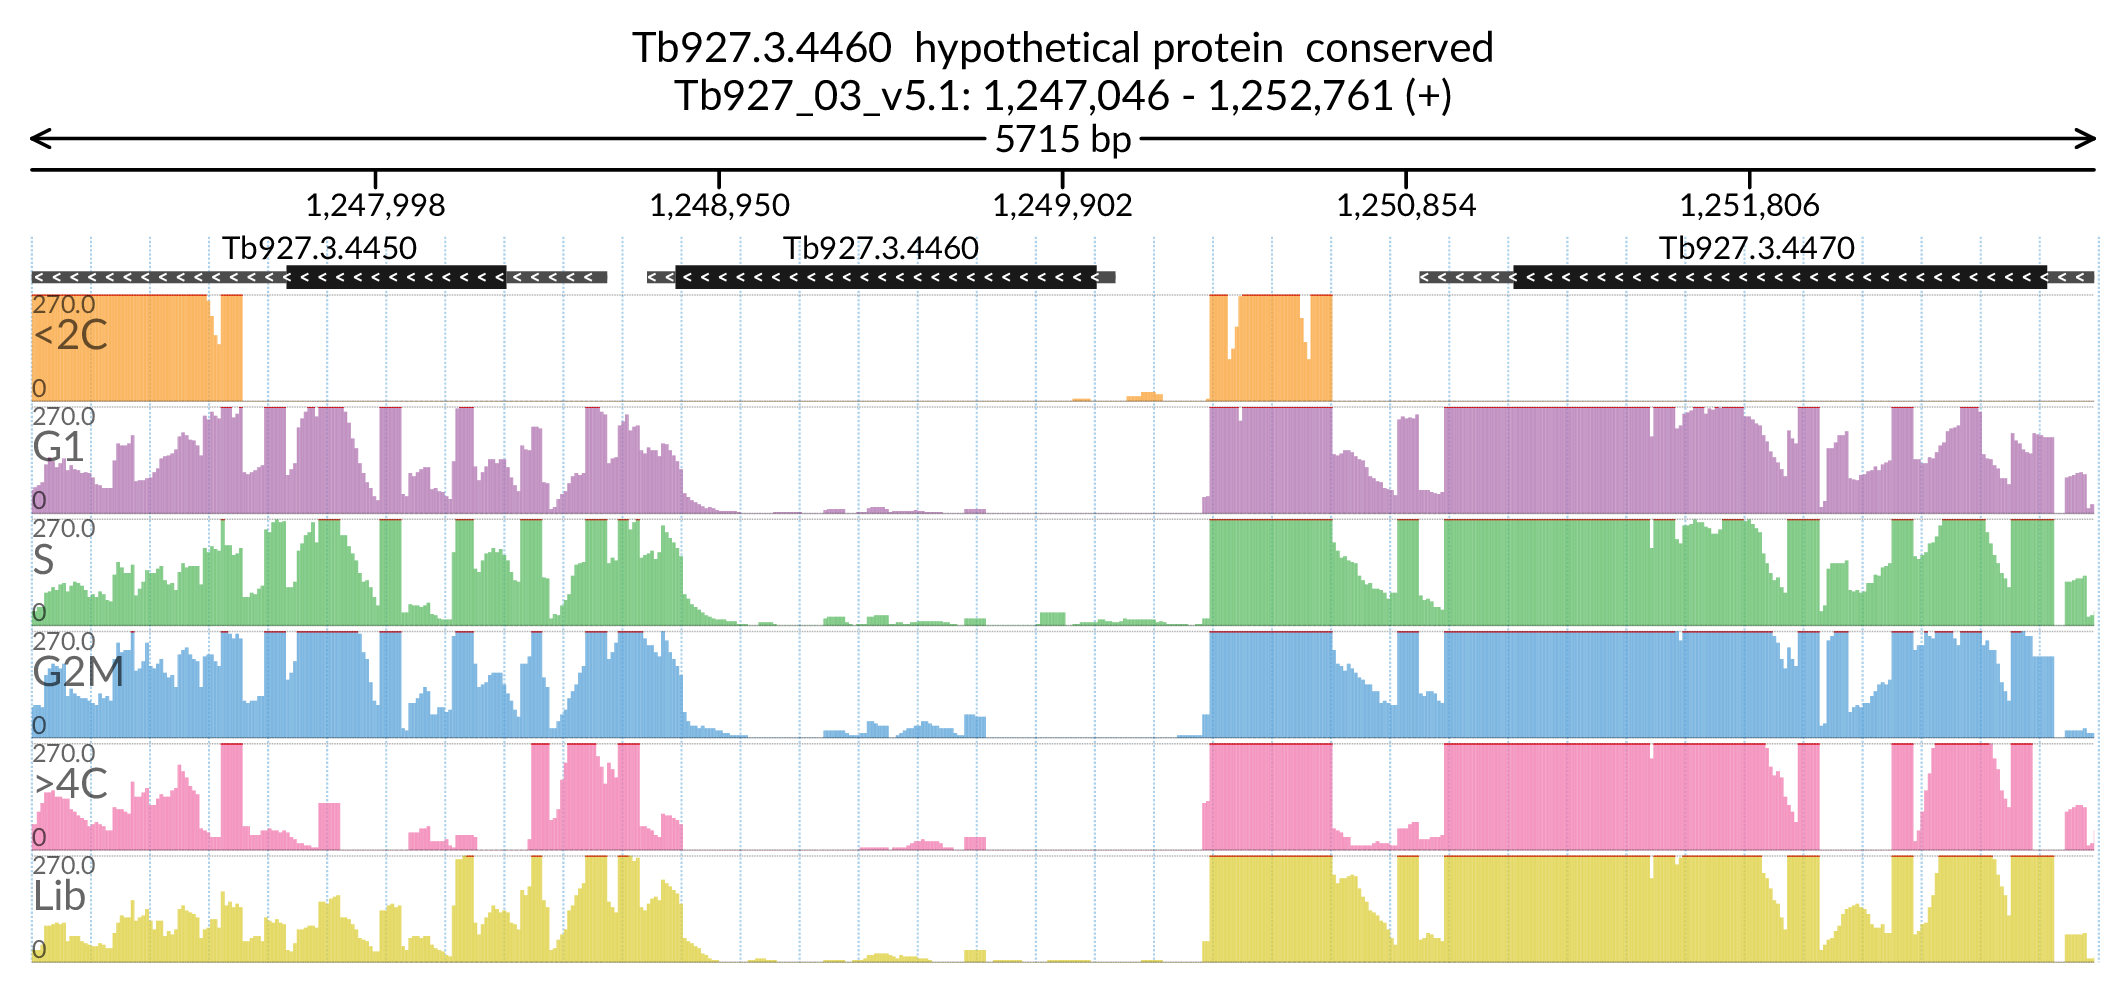 Tb927.3.4460  hypothetical protein  conserved
Tb927_03_v5.1: 1,247,046 - 1,252,761 (+)
5715 bp
1,247,998 1,248,950 1,249,902 1,250,854 1,251,806
Tb927.3.4450 Tb927.3.4460 Tb927.3.4470
270.0
<2C
0
270.0
G1
0
270.0
S
0
270.0
G2M
0
270.0
>4C
0
270.0
Lib
0